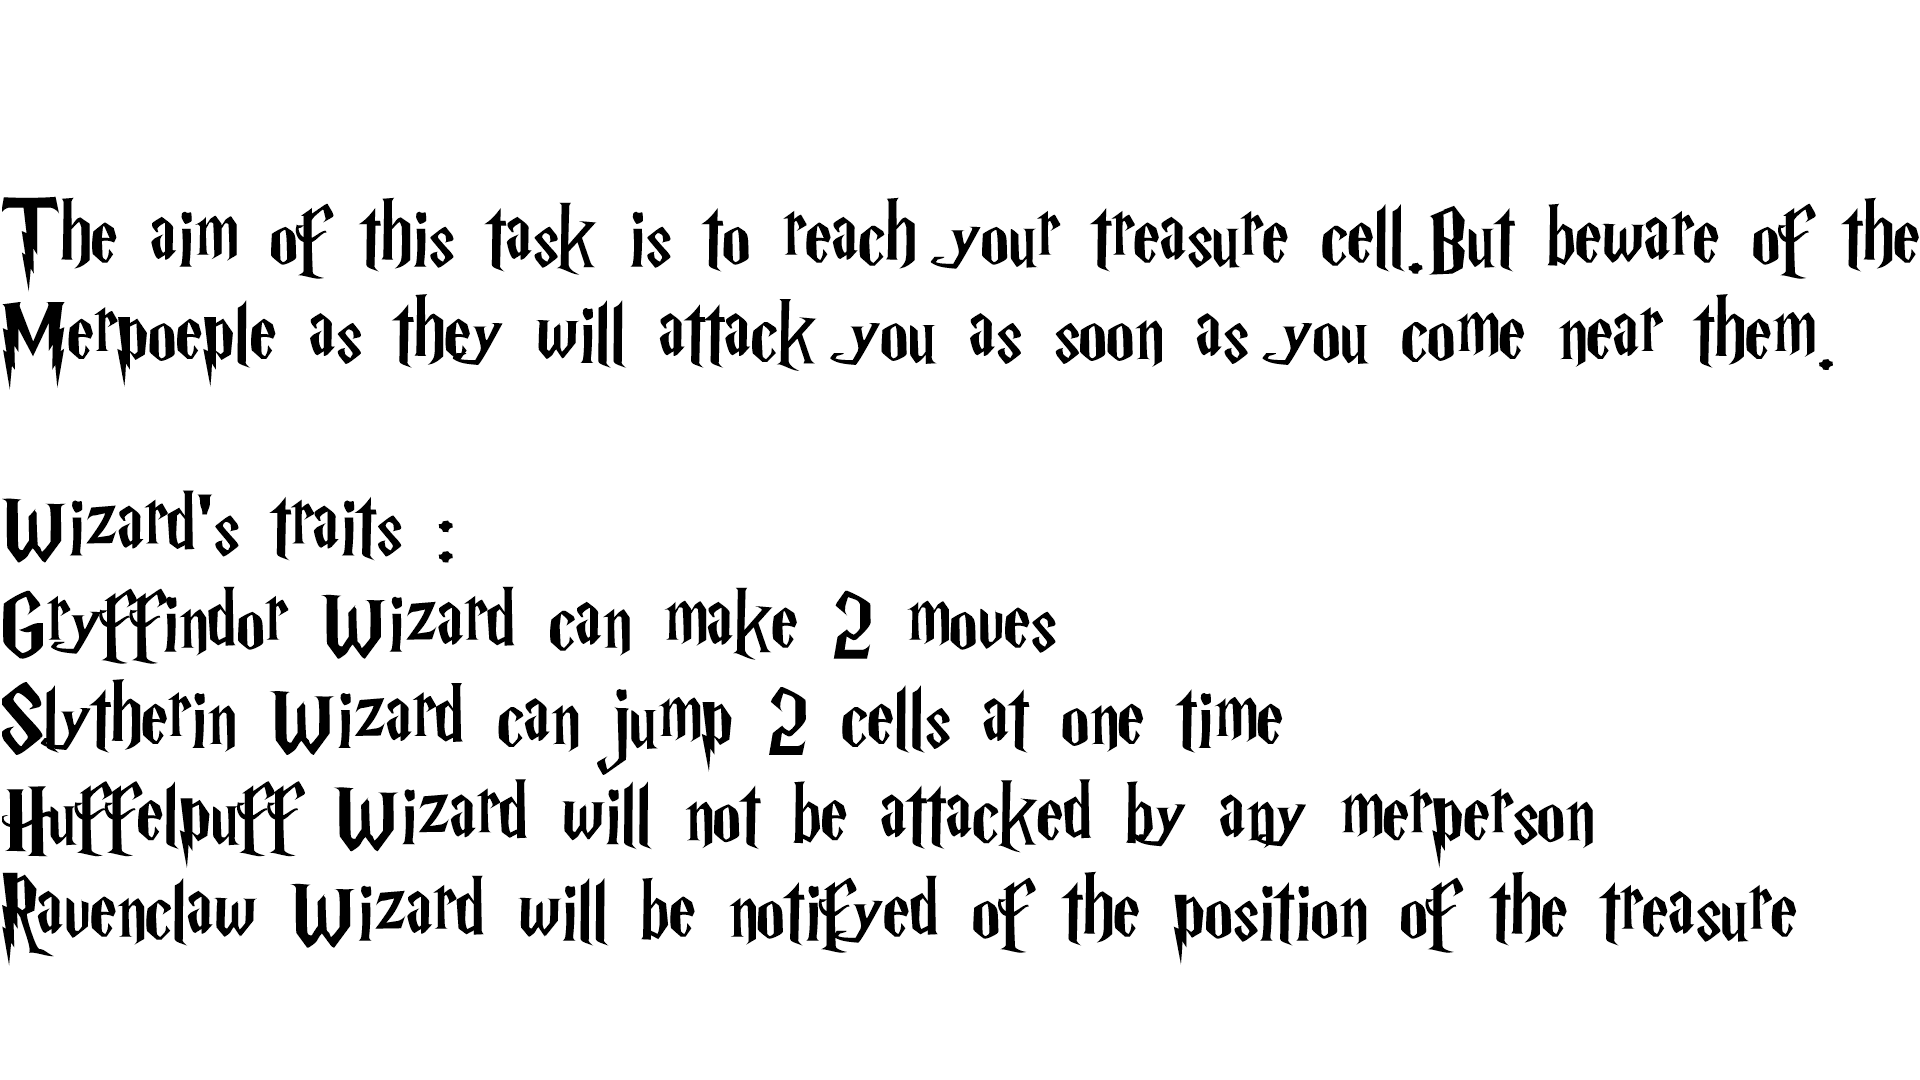 The aim of this task is to reach your treasure cell.But beware of the
Merpoeple as they will attack you as soon as you come near them.
Wizard's traits :
Gryffindor Wizard can make 2 moves
Slytherin Wizard can jump 2 cells at one time
Huffelpuff Wizard will not be attacked by any merperson
Ravenclaw Wizard will be notifyed of the position of the treasure